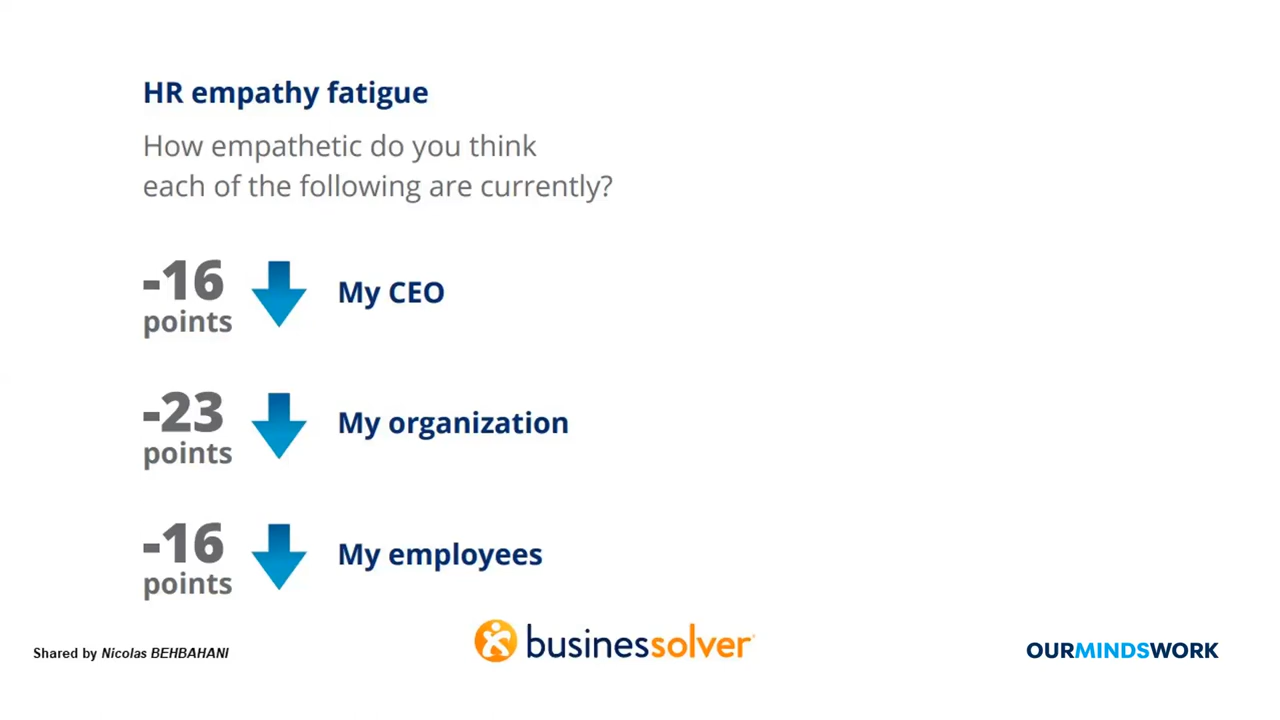 HR empathy fatigue
How empathetic do you think
each of the following are currently?
-16
points
My CEO
-23
points
My organization
-16
points
My employees
Shared by Nicolas BEHBAHANI
businessolver
OURMINDSWORK